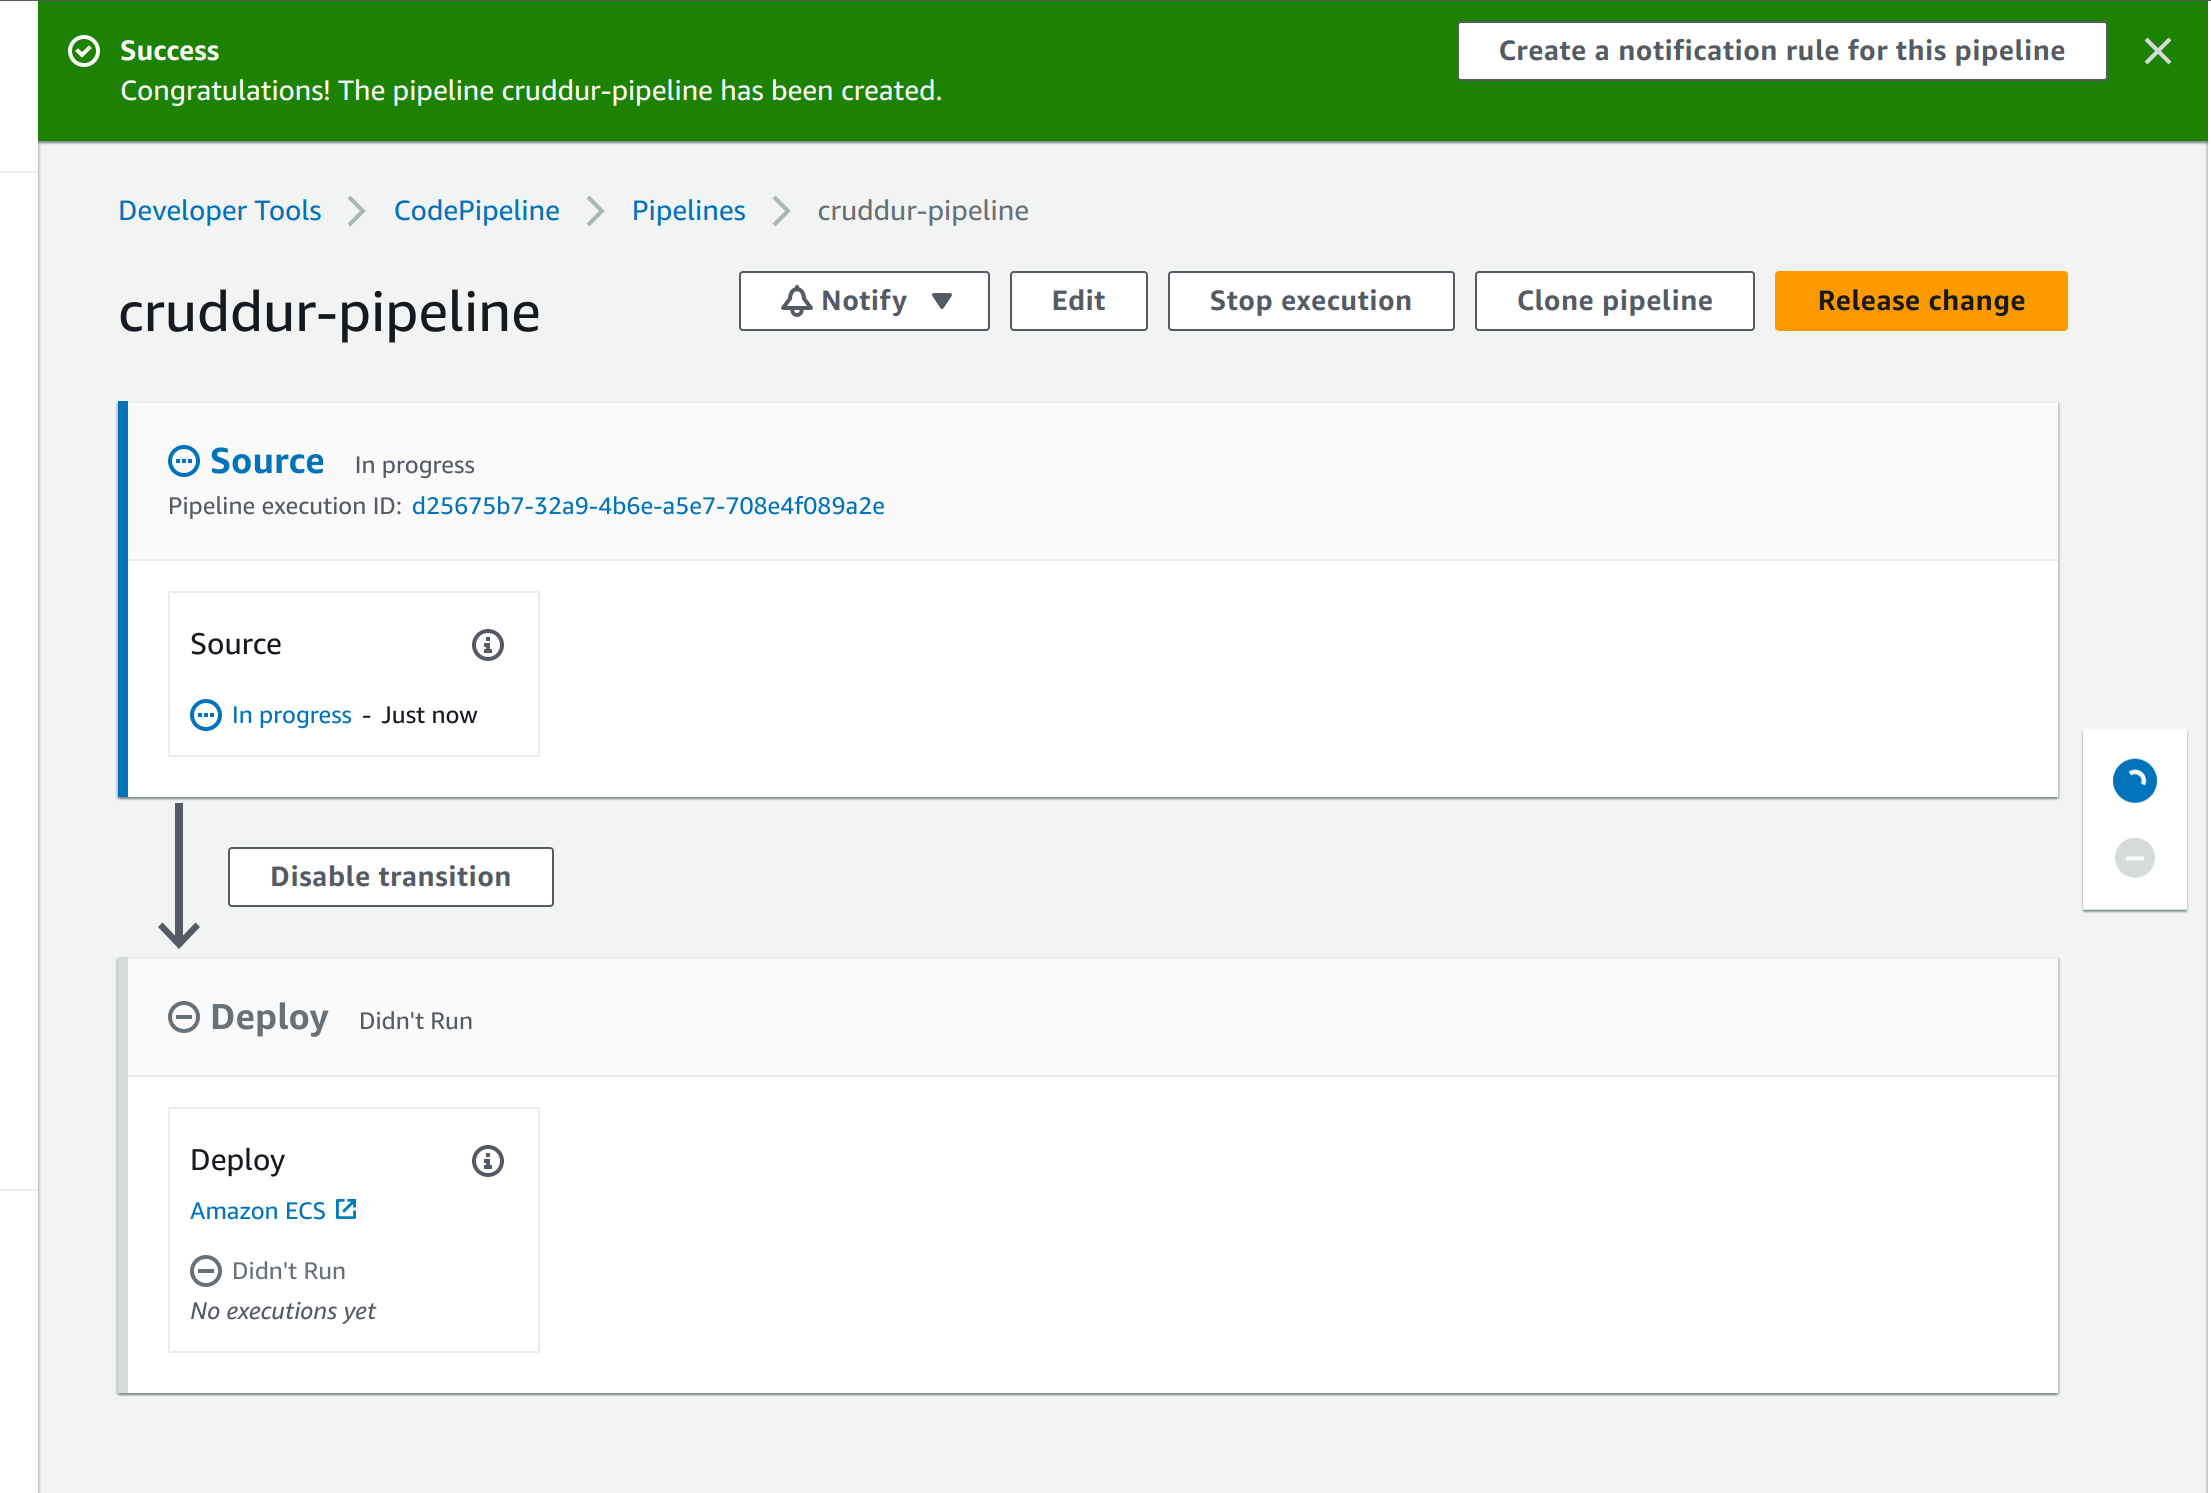 Success
Create a notification rule for this pipeline
Congratulations! The pipeline cruddur-pipeline has been created.
Developer Tools CodePipeline Pipelines cruddur-pipeline
cruddur-pipeline
Notify Edit Stop execution Clone pipeline Release change
Source In progress
Pipeline execution ID: d25675b7-32a9-4b6e-a5e7-708e4f089a2e
Source
In progress - Just now
Disable transition
Deploy Didn't Run
Deploy
Amazon ECS
Didn't Run
No executions yet